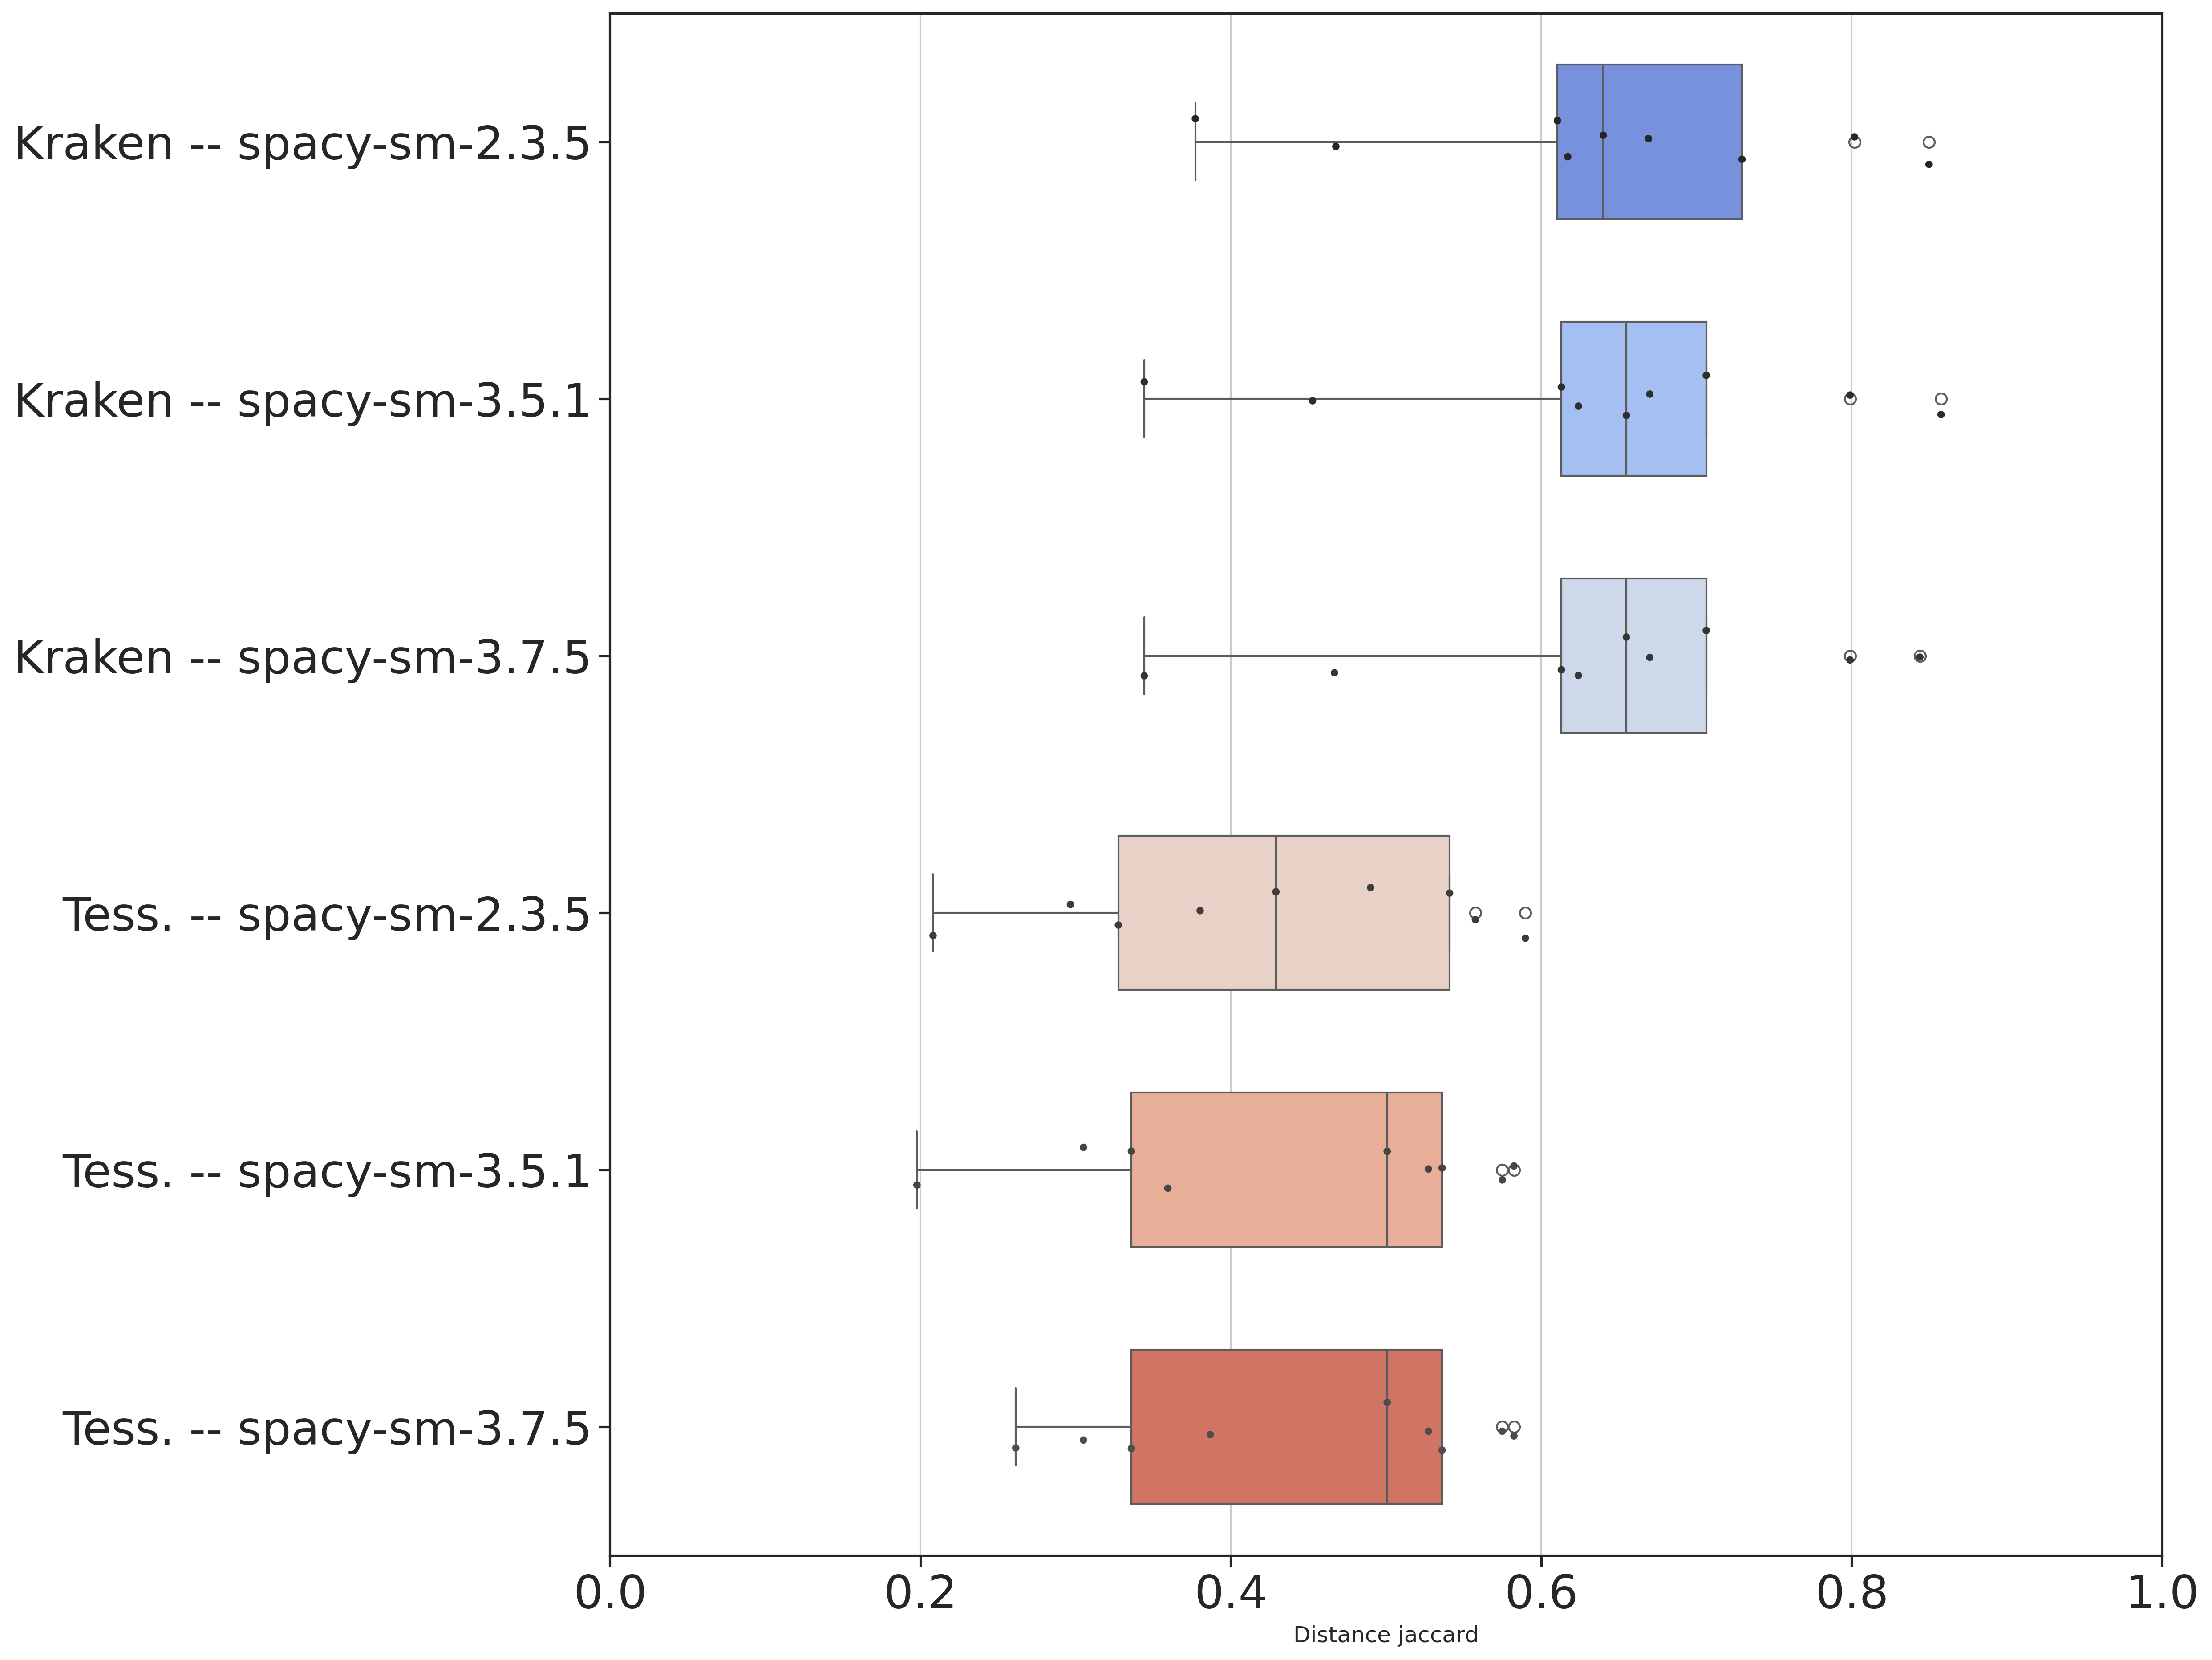 Kraken -- spacy-sm-2.3.5
Kraken -- spacy-sm-3.5.1
Kraken -- spacy-sm-3.7.5
Tess. -- spacy-sm-2.3.5
Tess. -- spacy-sm-3.5.1
Tess. -- spacy-sm-3.7.5
0.0 0.2 0.4 0.6 0.8 1.0
Distance jaccard